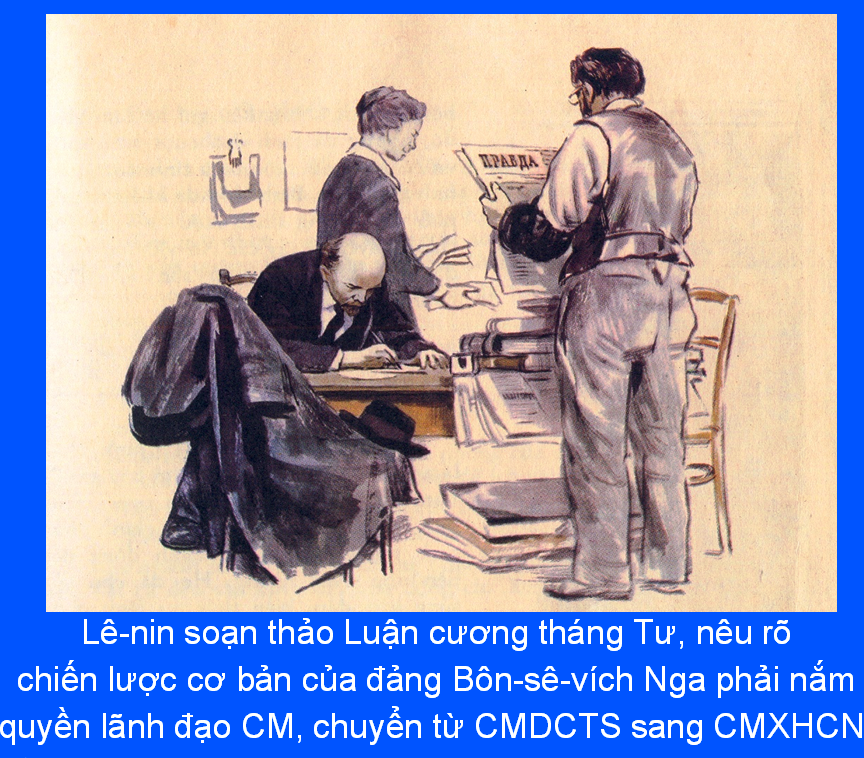 ПРАВДА
Lê-nin soạn thảo Luận cương tháng Tư, nêu rõ
chiến lược cơ bản của đảng Bôn-sê-vích Nga phải nắm
quyền lãnh đạo CM, chuyển từ CMDCTS sang CMXHCN